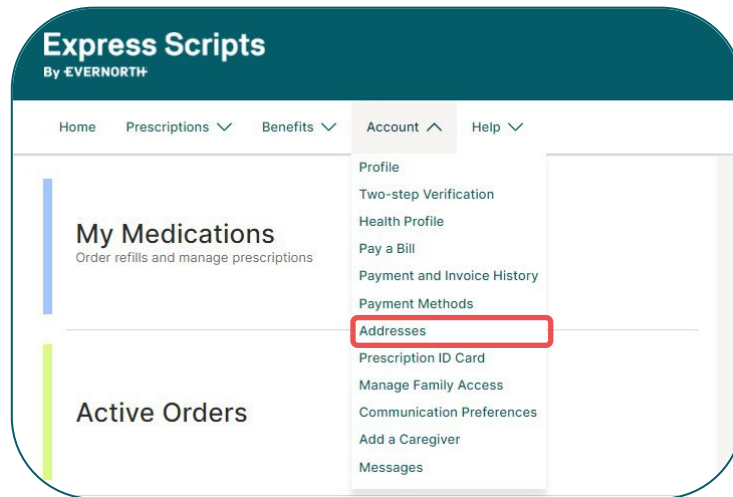 Express Scripts
By EVERNORTH
Home Prescriptions Benefits Account Help
Profile
Two-step Verification
Health Profile
Pay a Bill
Payment and Invoice History
Payment Methods
Addresses
Prescription ID Card
Manage Family Access
Communication Preferences
Add a Caregiver
Messages
My Medications
Order refills and manage prescriptions
Active Orders